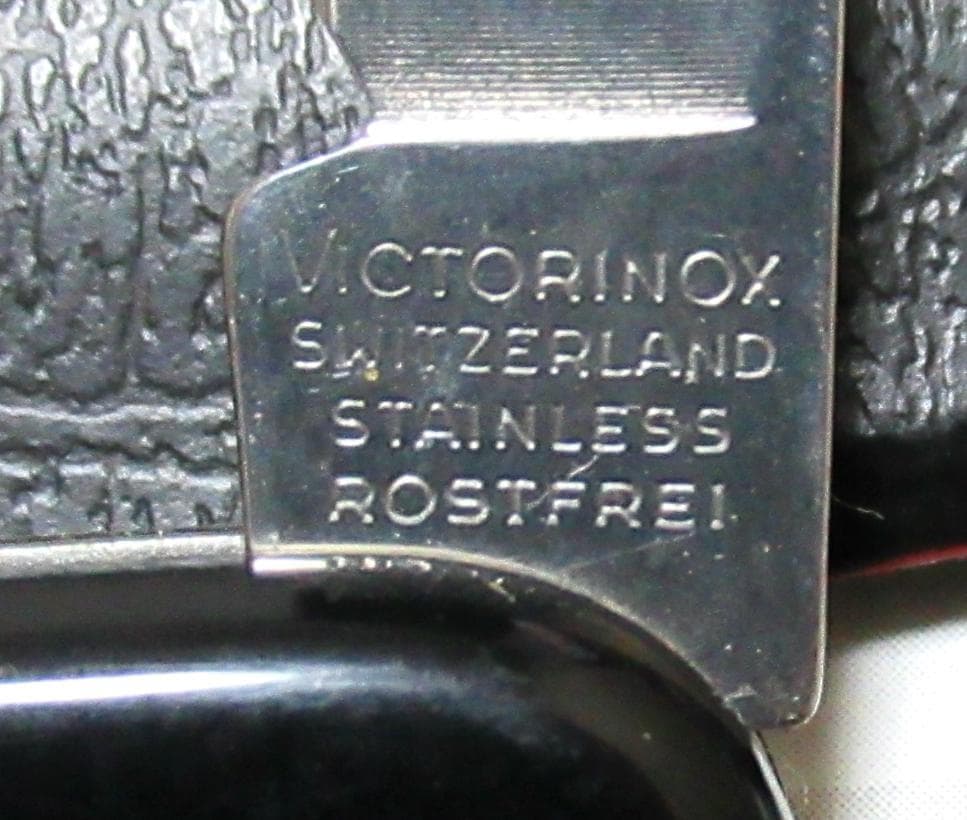 VICTORINOX
SWITZERLAND
STAINLESS
ROSTFREI